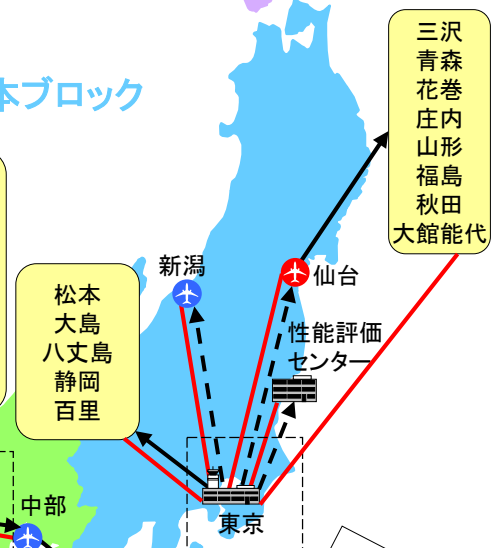 本ブロック
三沢
青森
花巻
庄内
山形
福島
秋田
大館能代
新潟
仙台
松本
大島
八丈島
静岡
百里
性能評価
センター
中部
東京